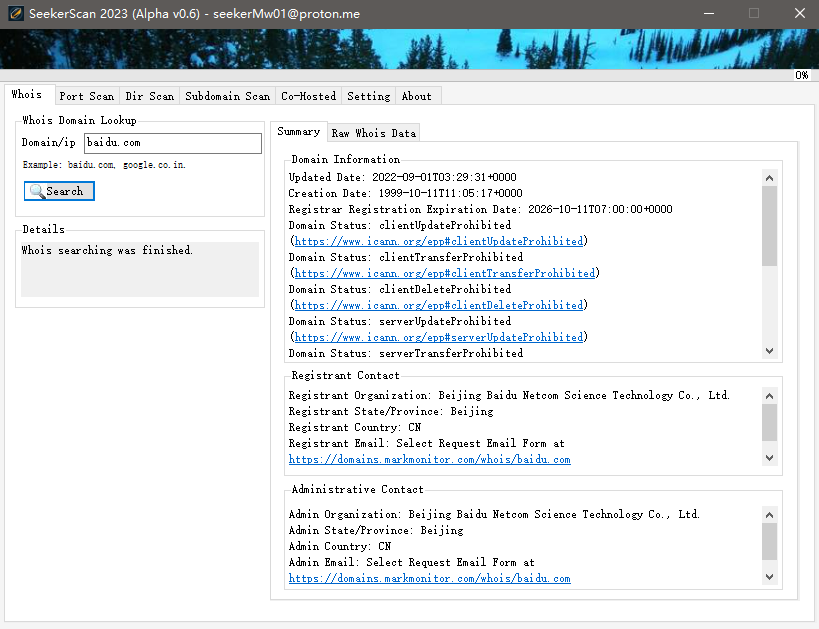 SeekerScan 2023 (Alpha v0.6) - seekerMw01@proton.me
0%
Whois Port Scan Dir Scan Subdomain Scan Co-Hosted Setting About
Whois Domain Lookup
Domain/ip baidu.com
Example: baidu.com, google.co.in.
Search
Details
Whois searching was finished.
Summary Raw Whois Data
Domain Information
Updated Date: 2022-09-01T03:29:31+0000
Creation Date: 1999-10-11T11:05:17+0000
Registrar Registration Expiration Date: 2026-10-11T07:00:00+0000
Domain Status: clientUpdateProhibited
(https://www.icann.org/epp#clientUpdateProhibited)
Domain Status: clientTransferProhibited
(https://www.icann.org/epp#clientTransferProhibited)
Domain Status: clientDeleteProhibited
(https://www.icann.org/epp#clientDeleteProhibited)
Domain Status: serverUpdateProhibited
(https://www.icann.org/epp#serverUpdateProhibited)
Domain Status: serverTransferProhibited
Registrant Contact
Registrant Organization: Beijing Baidu Netcom Science Technology Co., Ltd.
Registrant State/Province: Beijing
Registrant Country: CN
Registrant Email: Select Request Email Form at
https://domains.markmonitor.com/whois/baidu.com
Administrative Contact
Admin Organization: Beijing Baidu Netcom Science Technology Co., Ltd.
Admin State/Province: Beijing
Admin Country: CN
Admin Email: Select Request Email Form at
https://domains.markmonitor.com/whois/baidu.com